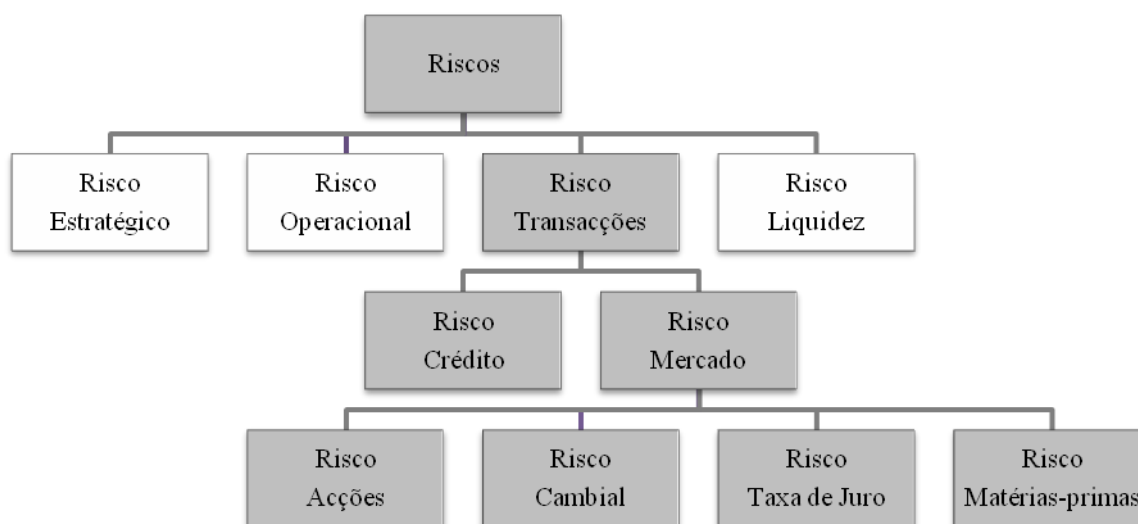 Riscos
Risco
Estratégico
Risco
Operacional
Risco
Transacções
Risco
Liquidez
Risco
Crédito
Risco
Mercado
Risco
Acções
Risco
Cambial
Risco
Taxa de Juro
Risco
Matérias-primas